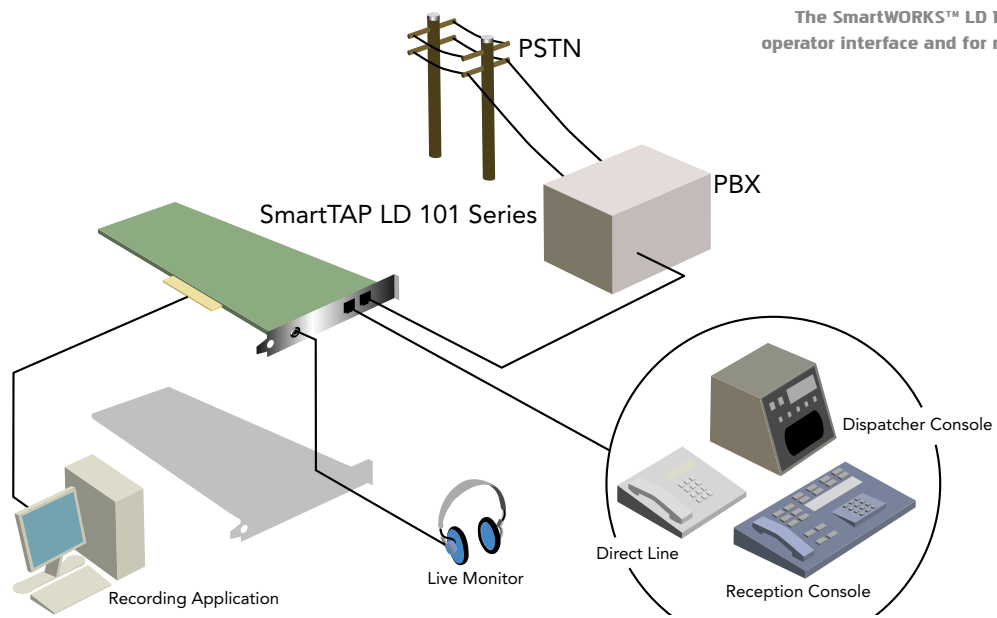 The SmartWORKS™ LD 1
operator interface and for r
PSTN
PBX
SmartTAP LD 101 Series
Dispatcher Console
Direct Line
Live Monitor
Reception Console
Recording Application